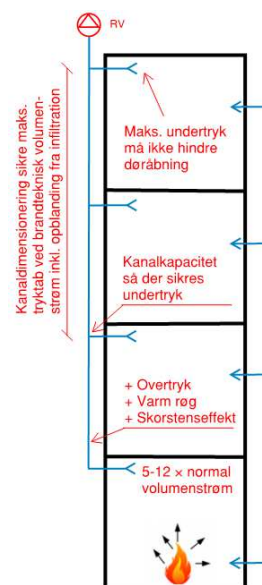 RV
Maks. undertryk
må ikke hindre
døråbning
Kanaldimensionering sikre maks.
tryktab ved brandteknisk volumen-
strøm inkl. opblanding fra infiltration
Kanalkapacitet
så der sikres
undertryk
+ Overtryk
+ Varm røg
+ Skorstenseffekt
5-12 × normal
volumenstrøm